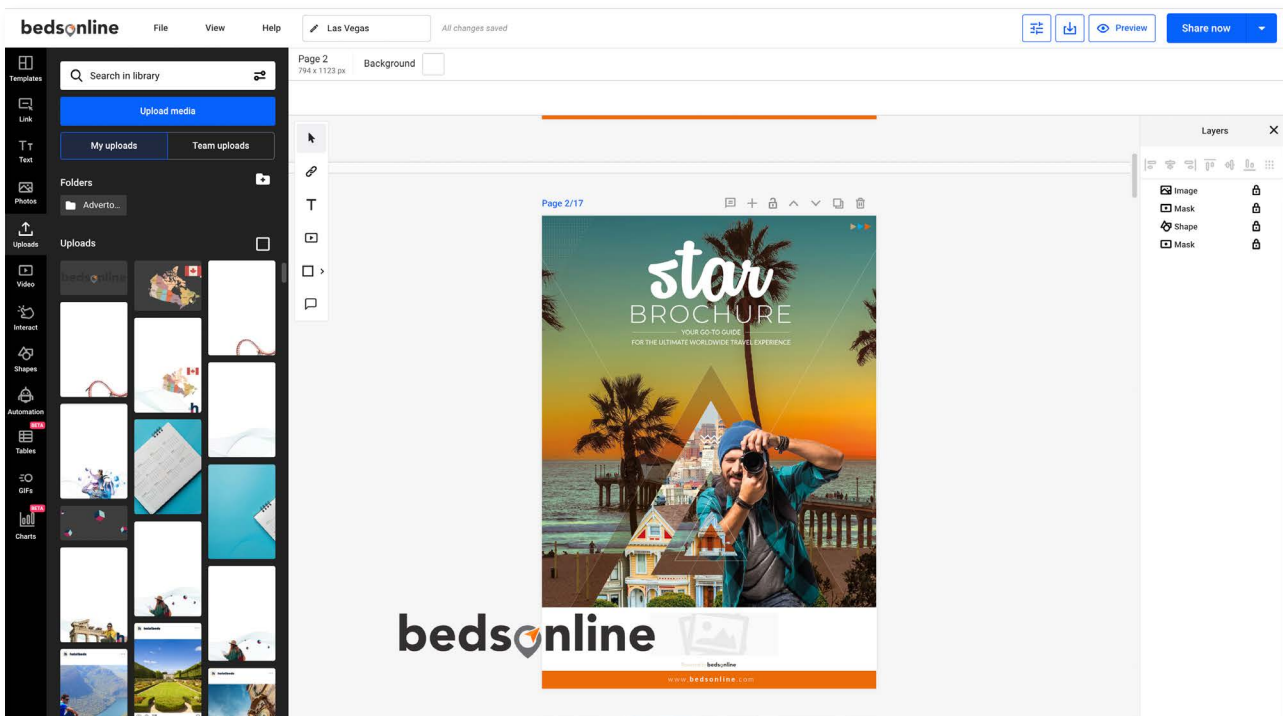 bedsonline
File View Help
Las Vegas
All changes saved
Preview
Share now
Page 2
794 x 1123 px
Background
Templates
Link
Text
Photos
Uploads
Video
Interact
Shapes
Automation
BETA
Tables
GIFs
BETA
Charts
Search in library
Upload media
My uploads Team uploads
Folders
Adverto...
Uploads
bedsonline
Page 2/17
star
BROCHURE
YOUR GO-TO GUIDE
FOR THE ULTIMATE WORLDWIDE TRAVEL EXPERIENCE
bedsonline
bedsonline
www.bedsonline.com
Layers
Image
Mask
Shape
Mask